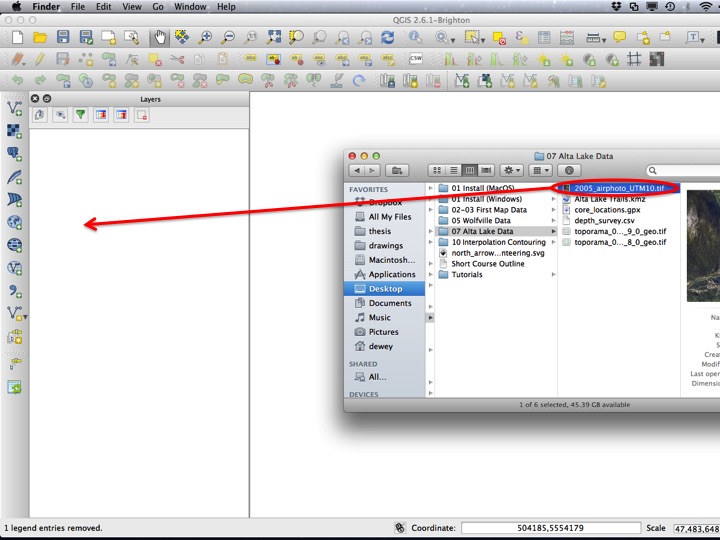 Finder File Edit View Go Window Help
QGIS 2.6.1-Brighton
CSW
T
Layers
07 Alta Lake Data
FAVORITES
Dropbox
All My Files
thesis
drawings
Macintosh...
Applications
Desktop
Documents
Music
Pictures
dewey
SHARED
All...
DEVICES
01 Install (MacOS)
01 Install (Windows)
02-03 First Map Data
05 Wolfville Data
07 Alta Lake Data
10 Interpolation Contouring
north_arrow...nteering.svg
Short Course Outline
Tutorials
2005_airphoto_UTM10.tif
Alta Lake Trails.kmz
core_locations.gpx
depth_survey.csv
toporama_0..._9_0_geo.tif
toporama_0..._8_0_geo.tif
Na
K
S
Crea
Modif
Last oper
Dimensio
1 of 6 selected, 45.39 GB available
1 legend entries removed.
Coordinate: 504185,5554179 Scale 47,483,648